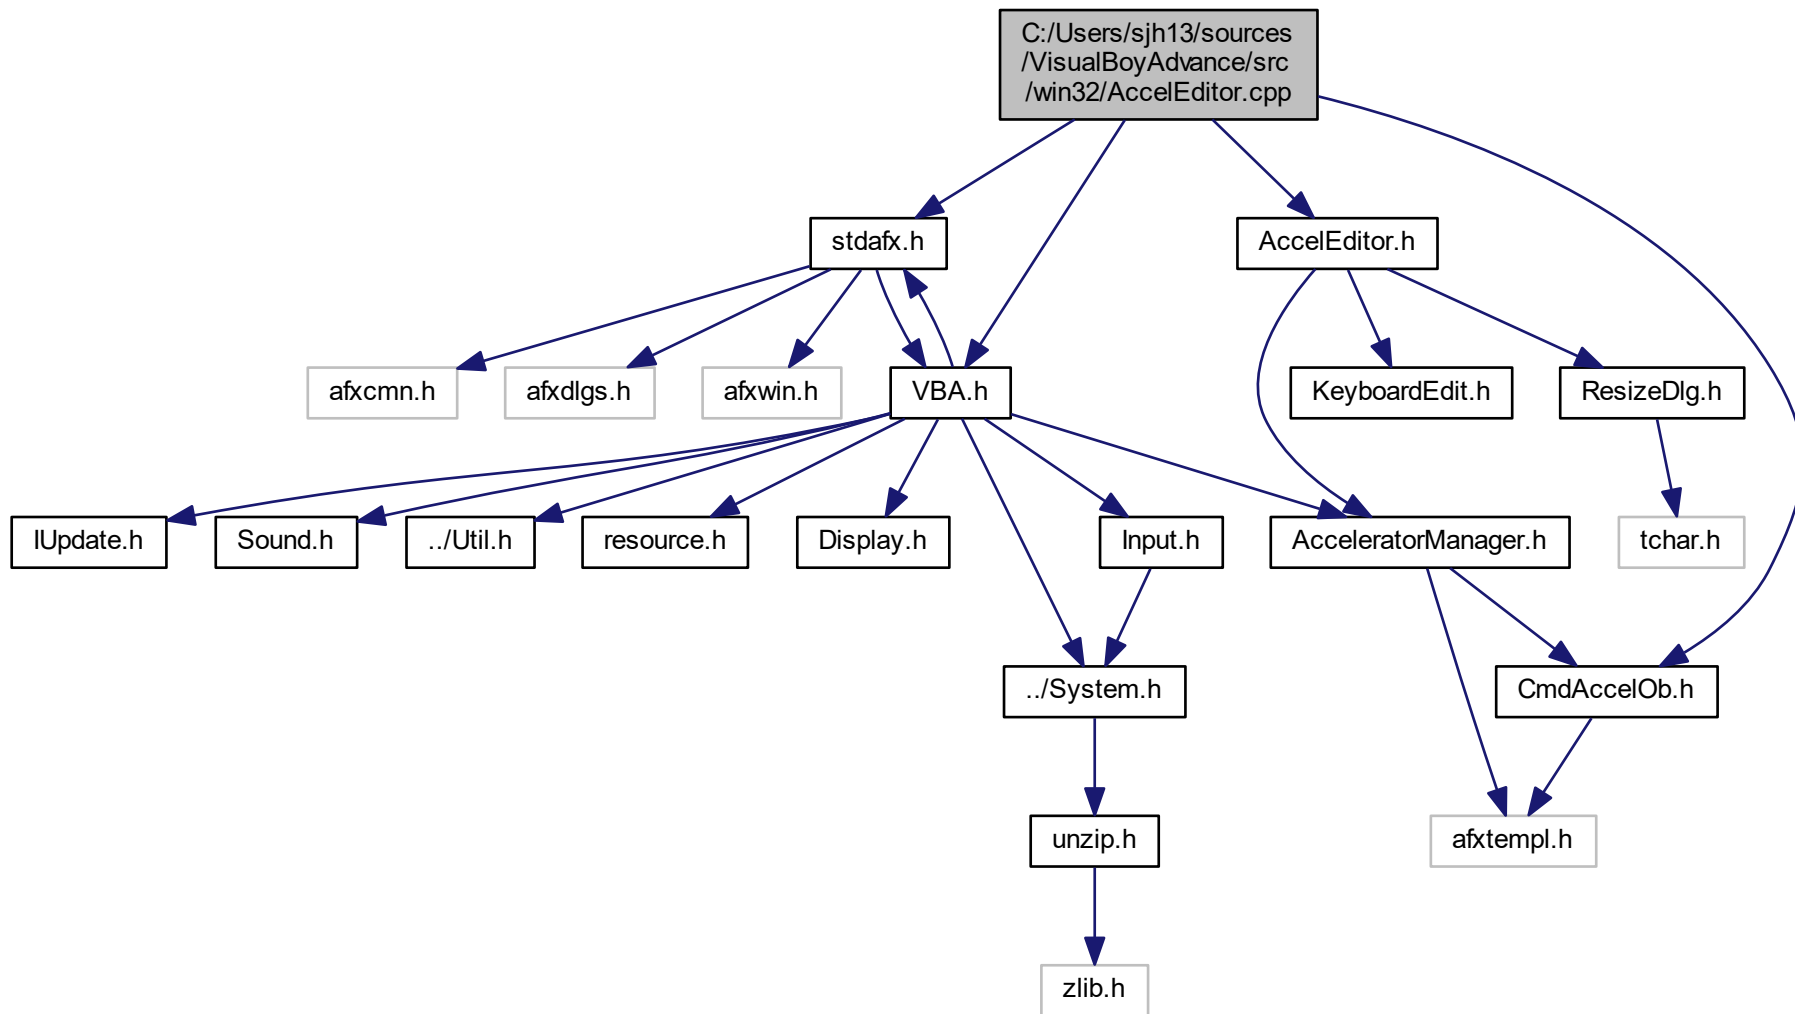 C:/Users/sjh13/sources
/VisualBoyAdvance/src
/win32/AccelEditor.cpp
stdafx.h
AccelEditor.h
afxcmn.h
afxdlgs.h
afxwin.h
VBA.h
KeyboardEdit.h
ResizeDlg.h
IUpdate.h
Sound.h
../Util.h
resource.h
Display.h
Input.h
AcceleratorManager.h
tchar.h
../System.h
CmdAccelOb.h
unzip.h
afxtempl.h
zlib.h